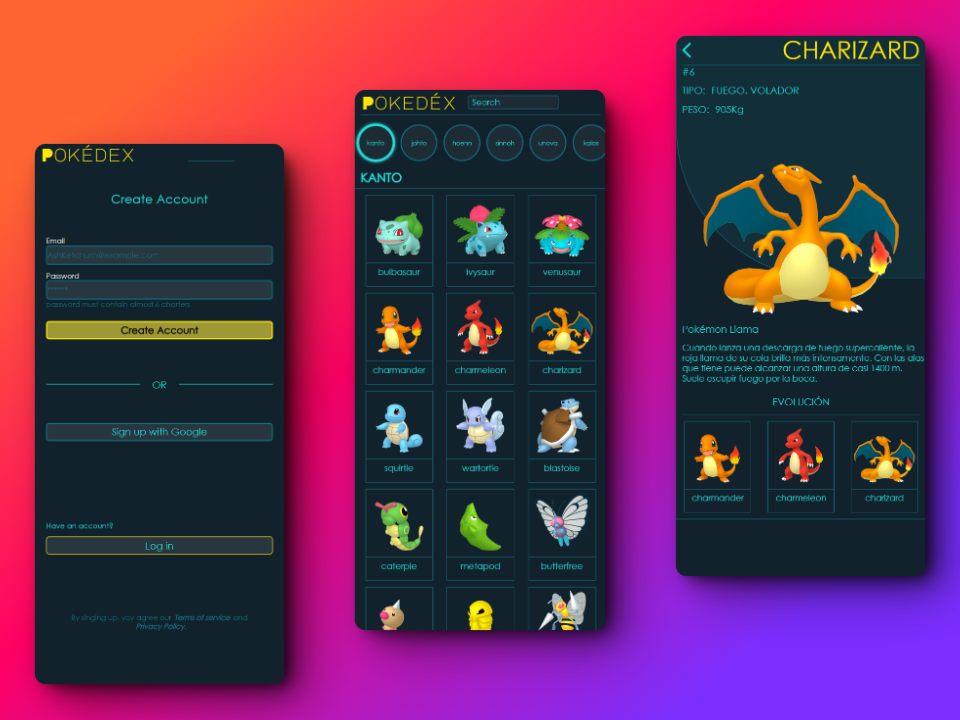 POKÉDEX
Create Account
Email
AshKetchum@example.com
Password
******
password must contain almost 6 charters
Create Account
OR
Sign up with Google
Have an account?
Log in
By singing up, yoy agree our Terms of service and
Privacy Policy.
POKEDÉX
Search
kanto
johto
hoenn
sinnoh
unova
kalos
KANTO
bulbasaur
ivysaur
venusaur
charmander
charmeleon
charizard
squirtle
wartortle
blastoise
caterpie
metapod
butterfree
CHARIZARD
#6
TIPO: FUEGO, VOLADOR
PESO: 905Kg
Pokémon Llama
Cuando lanza una descarga de fuego supercaliente, la
roja llama de su cola brilla más intensamente. Con las alas
que tiene puede alcanzar una altura de casi 1400 m.
Suele escupir fuego por la boca.
EVOLUCIÓN
charmander
charmeleon
charizard